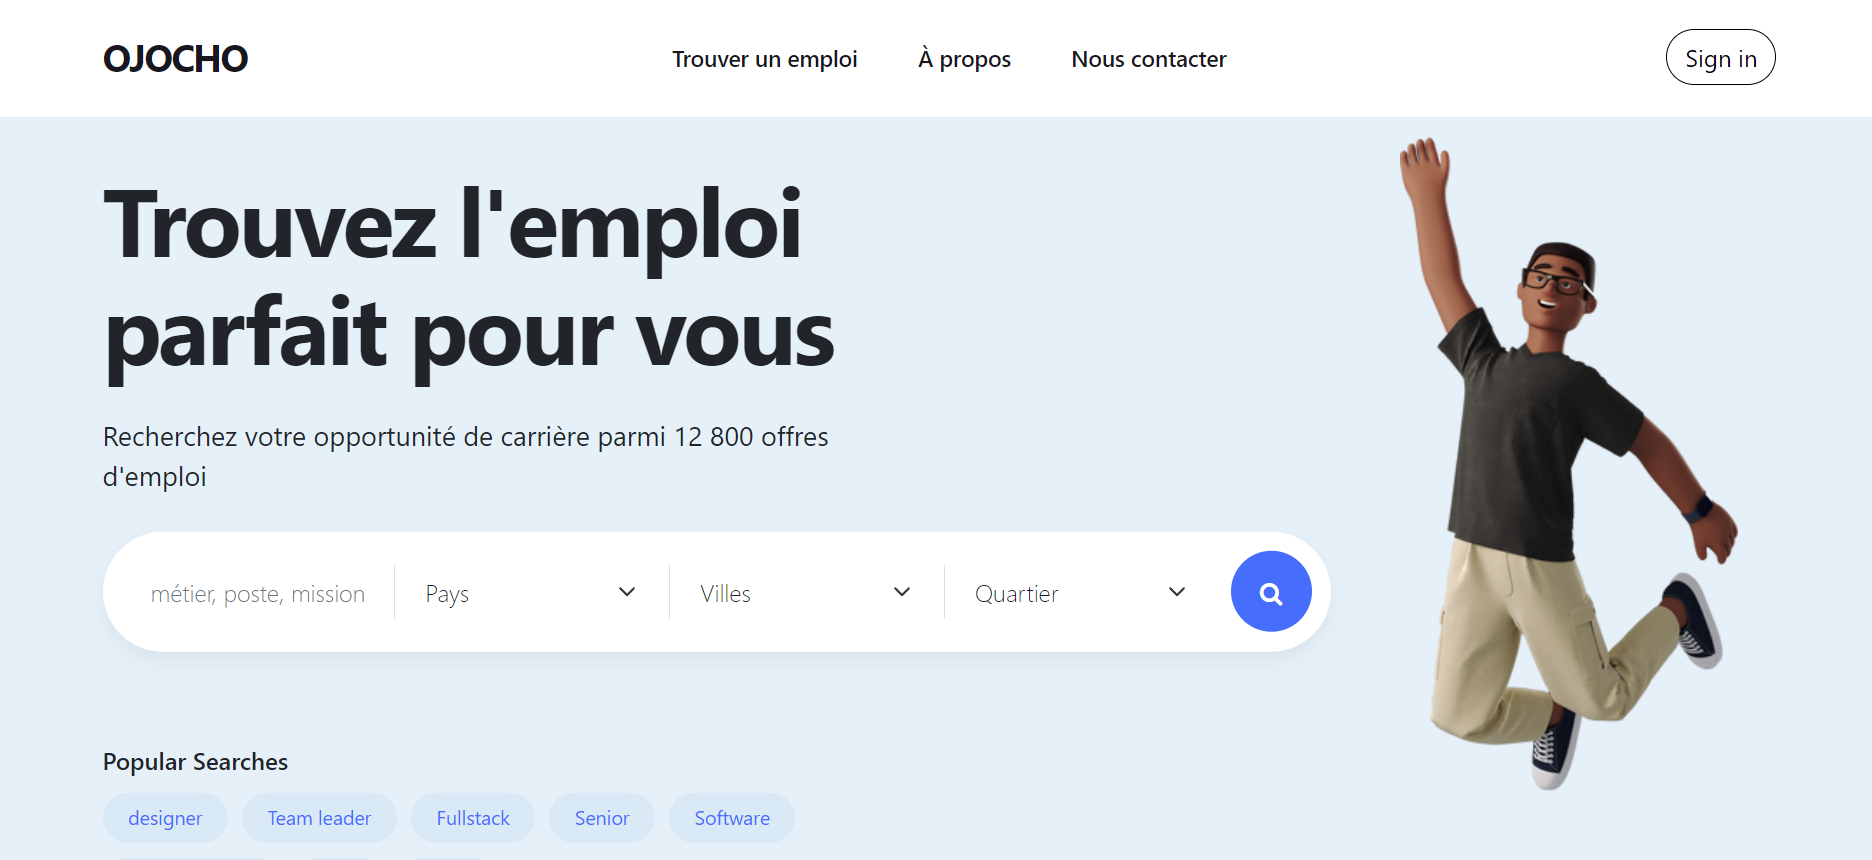 OJOCHO
Trouver un emploi
À propos
Nous contacter
Sign in
Trouvez l'emploi
parfait pour vous
Recherchez votre opportunité de carrière parmi 12 800 offres
d'emploi
métier, poste, mission
Pays
Villes
Quartier
Popular Searches
designer
Team leader
Fullstack
Senior
Software